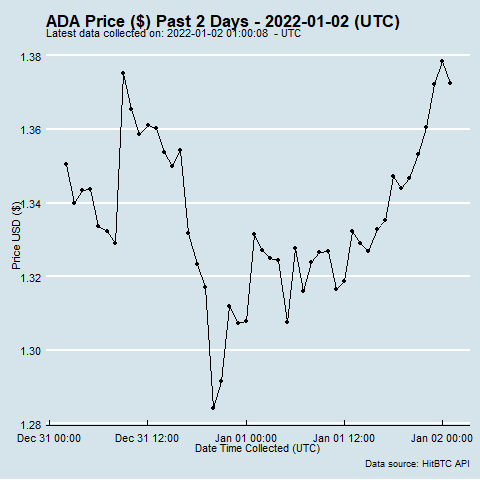 ADA Price ($) Past 2 Days - 2022-01-02 (UTC)
Latest data collected on: 2022-01-02 01:00:08  - UTC
1.38
1.36
1.34
1.32
1.30
1.28
Price USD ($)
Dec 31 00:00
Dec 31 12:00
Jan 01 00:00
Jan 01 12:00
Jan 02 00:00
Date Time Collected (UTC)
Data source: HitBTC API